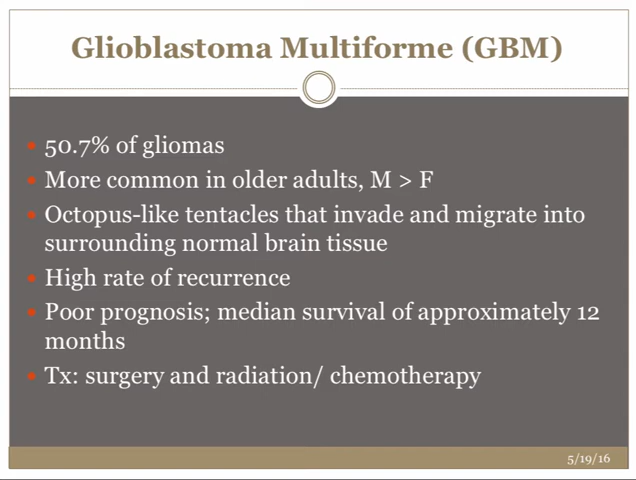 Glioblastoma Multiforme (GBM)
50.7% of gliomas
More common in older adults, M > F
Octopus-like tentacles that invade and migrate into
surrounding normal brain tissue
High rate of recurrence
Poor prognosis; median survival of approximately 12
months
Tx: surgery and radiation/ chemotherapy
5/19/16